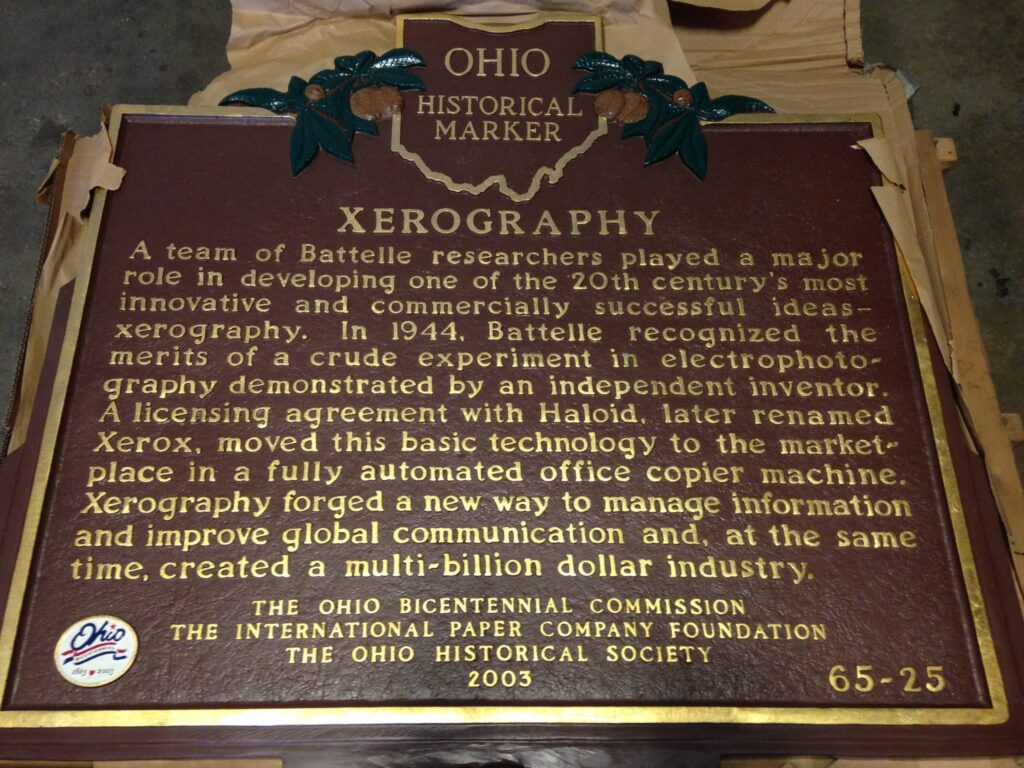 OHIO
HISTORICAL
MARKER
XEROGRAPHY
A team of Battelle researchers played a major
role in developing one of the 20th century's most
innovative and commercially successful ideas–
xerography. In 1944, Battelle recognized the
merits of a crude experiment in electrophoto-
graphy demonstrated by an independent inventor.
A licensing agreement with Haloid, later renamed
Xerox, moved this basic technology to the market-
place in a fully automated office copier machine.
Xerography forged a new way to manage information
and improve global communication and, at the same
time, created a multi-billion dollar industry.
THE OHIO BICENTENNIAL COMMISSION
THE INTERNATIONAL PAPER COMPANY FOUNDATION
THE OHIO HISTORICAL SOCIETY
2003
65-25
Ohio
BICENTENNIAL
1803 2003